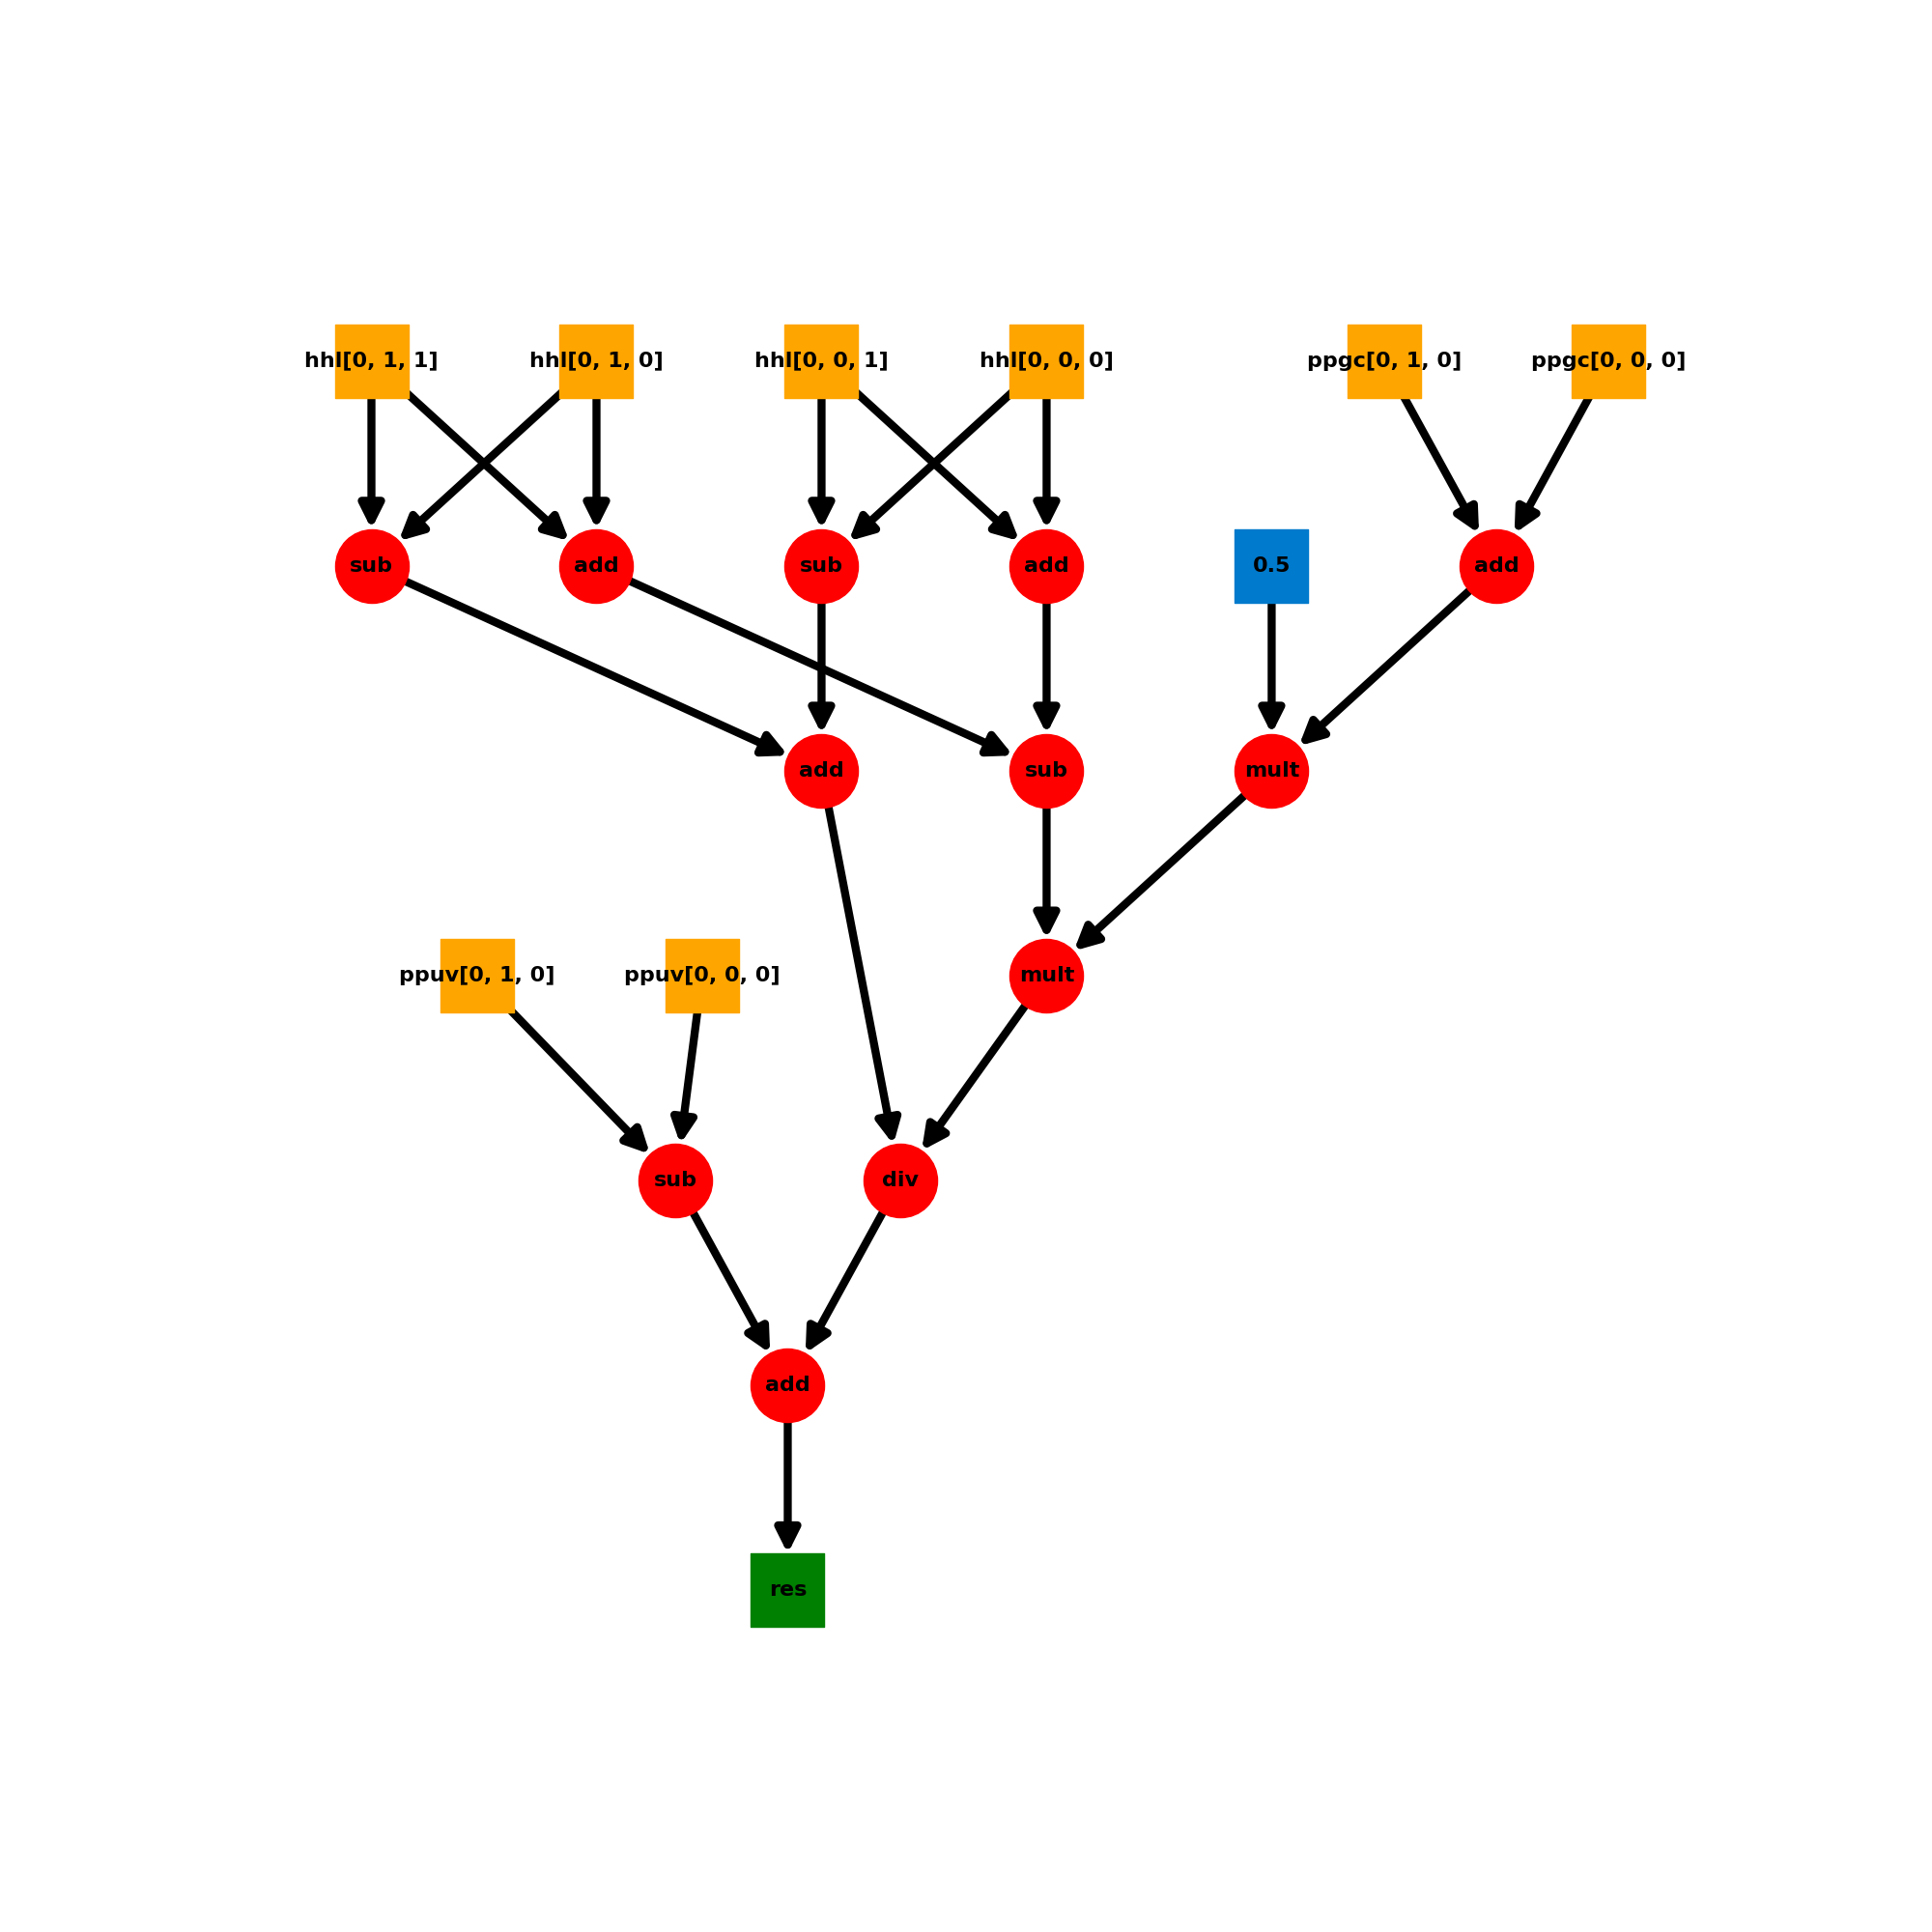 hhl[0, 1, 1] hhl[0, 1, 0] hhl[0, 0, 1] hhl[0, 0, 0] ppgc[0, 1, 0] ppgc[0, 0, 0]
sub add sub add 0.5 add
add sub mult
ppuv[0, 1, 0] ppuv[0, 0, 0] mult
sub div
add
res